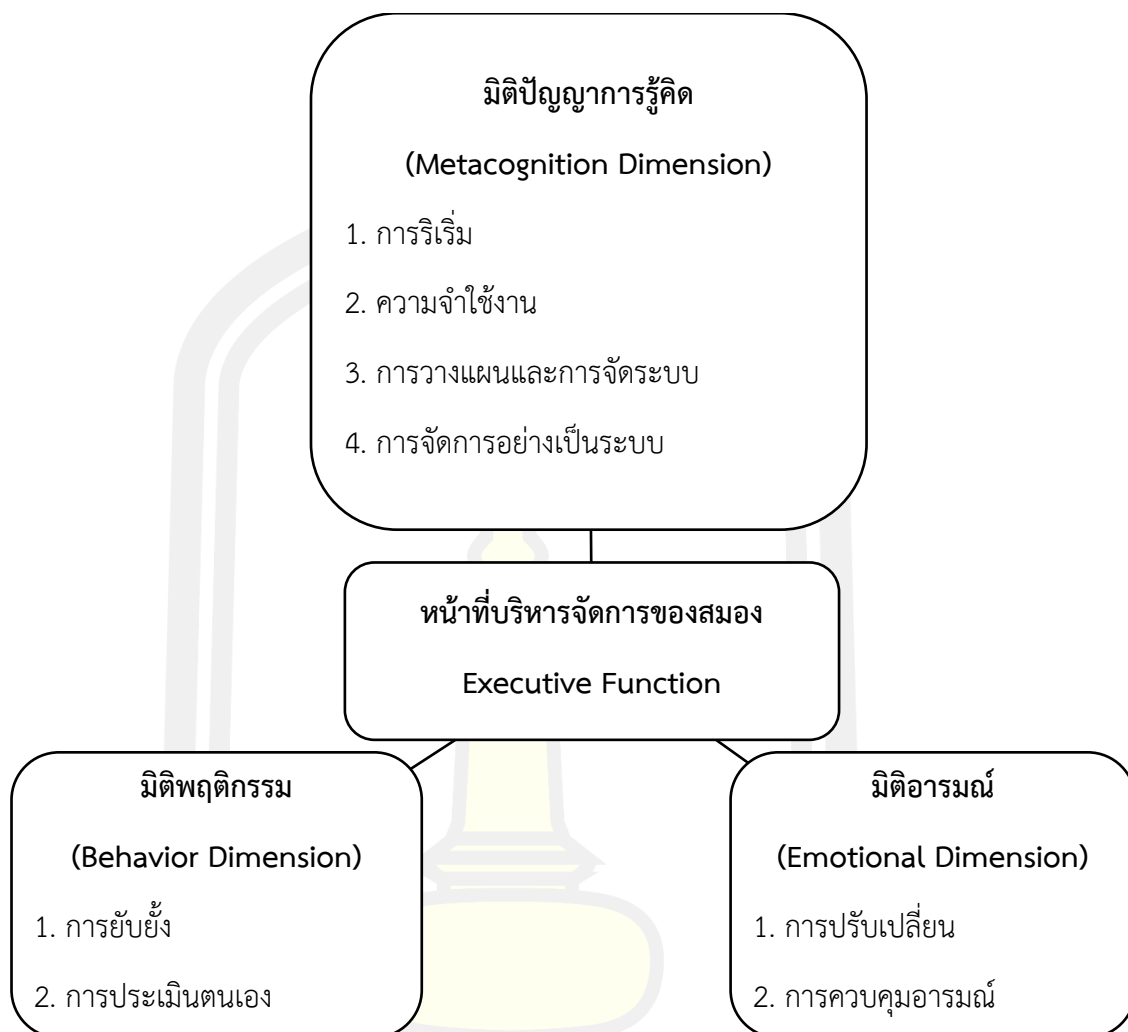 มิติปัญญาการรู้คิด
(Metacognition Dimension)
1. การริเริ่ม
2. ความจำใช้งาน
3. การวางแผนและการจัดระบบ
4. การจัดการอย่างเป็นระบบ
หน้าที่บริหารจัดการของสมอง
Executive Function
มิติพฤติกรรม
(Behavior Dimension)
1. การยับยั้ง
2. การประเมินตนเอง
มิติอารมณ์
(Emotional Dimension)
1. การปรับเปลี่ยน
2. การควบคุมอารมณ์